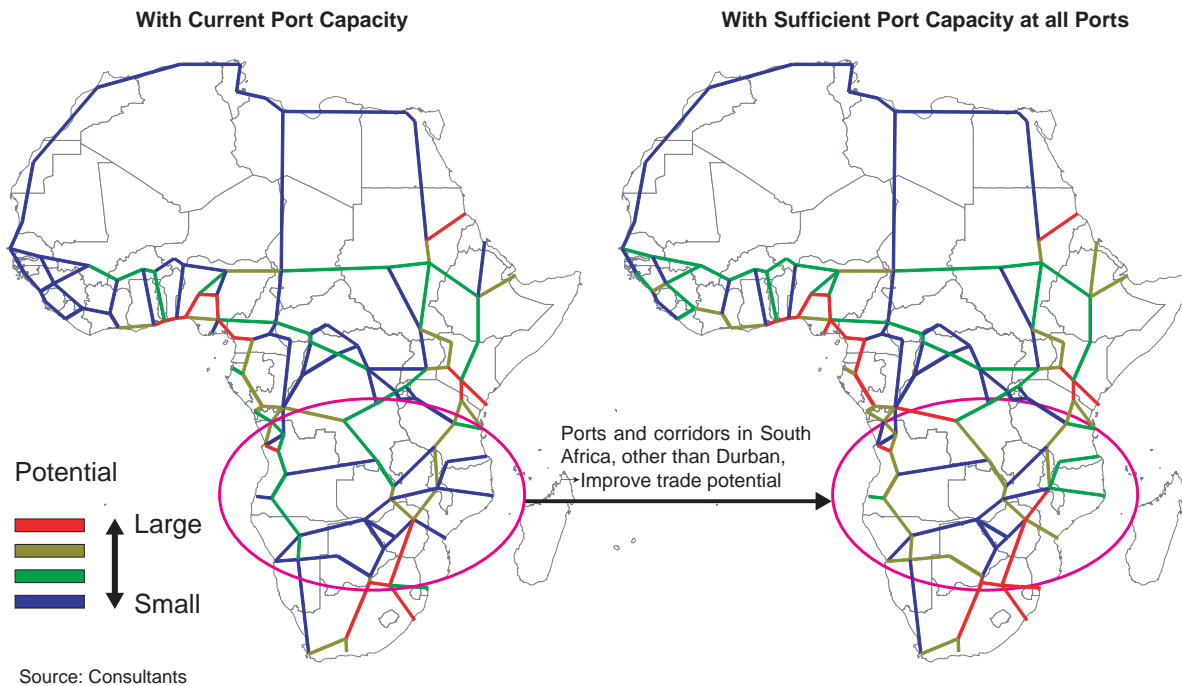 With Current Port Capacity
With Sufficient Port Capacity at all Ports
Ports and corridors in South
Africa, other than Durban,
→Improve trade potential
Potential
Large
Small
Source: Consultants